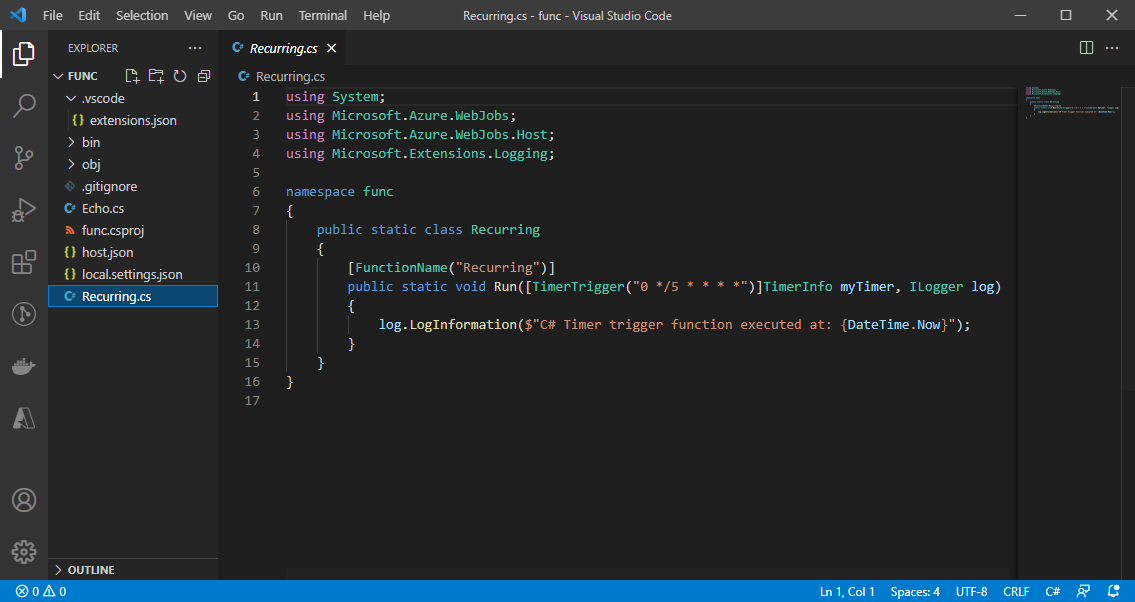 File Edit Selection View Go Run Terminal Help Recurring.cs - func - Visual Studio Code
EXPLORER
FUNC
.vscode
{} extensions.json
bin
obj
.gitignore
C# Echo.cs
func.csproj
{} host.json
{} local.settings.json
C# Recurring.cs
OUTLINE
C# Recurring.cs
C# Recurring.cs
1 using System;
2 using Microsoft.Azure.WebJobs;
3 using Microsoft.Azure.WebJobs.Host;
4 using Microsoft.Extensions.Logging;
5
6 namespace func
7 {
8 public static class Recurring
9 {
10 [FunctionName("Recurring")]
11 public static void Run([TimerTrigger("0 */5 * * * *")]TimerInfo myTimer, ILogger log)
12 {
13 log.LogInformation($"C# Timer trigger function executed at: {DateTime.Now}");
14 }
15 }
16 }
17
0 0 Ln 1, Col 1 Spaces: 4 UTF-8 CRLF C#